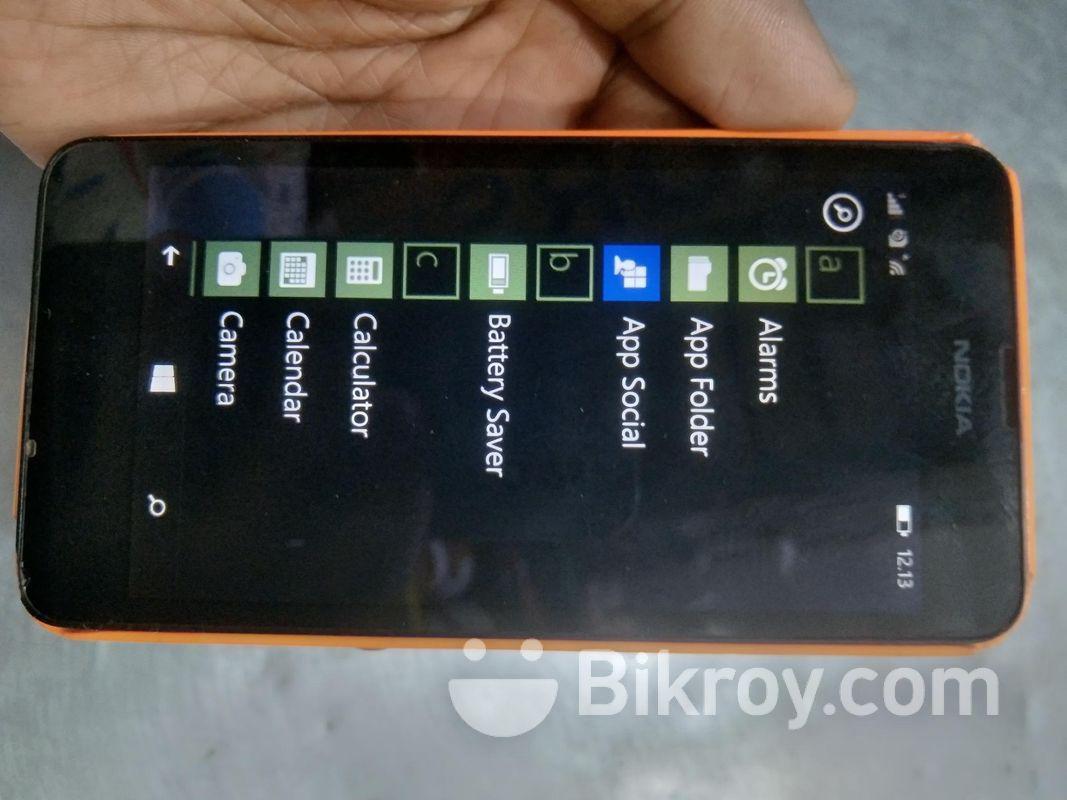 NOKIA
12.13
a
Alarms
App Folder
App Social
b
Battery Saver
c
Calculator
Calendar
Camera
Bikroy.com